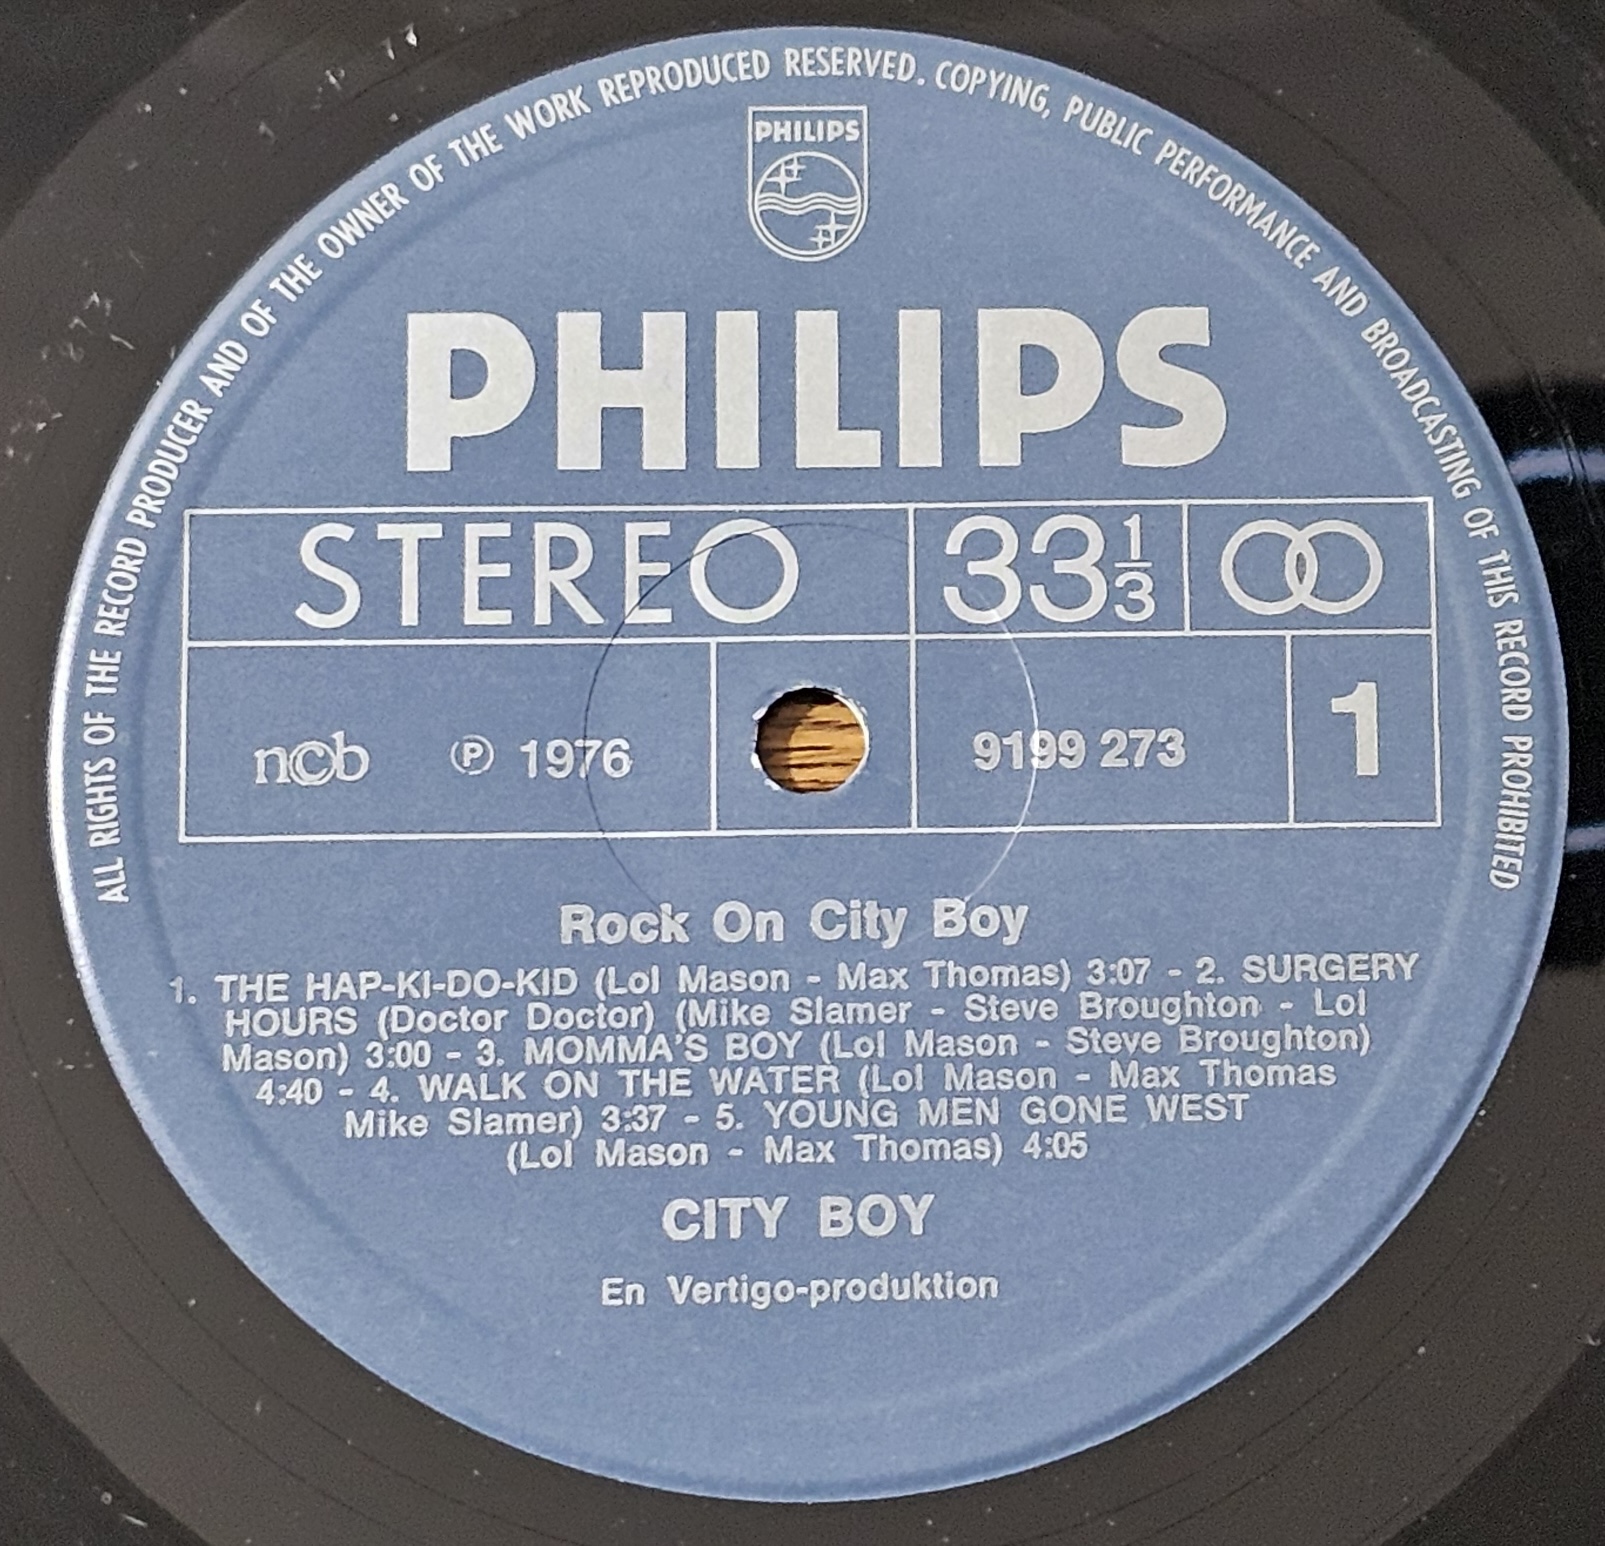 ALL RIGHTS OF THE RECORD PRODUCER AND OF THE OWNER OF THE WORK REPRODUCED RESERVED. COPYING, PUBLIC PERFORMANCE AND BROADCASTING OF THIS RECORD PROHIBITED
PHILIPS
PHILIPS
STEREO 33 1/3
ncb ℗ 1976 9199 273 1
Rock On City Boy
1. THE HAP-KI-DO-KID (Lol Mason - Max Thomas) 3:07 - 2. SURGERY
HOURS (Doctor Doctor) (Mike Slamer - Steve Broughton - Lol
Mason) 3:00 - 3. MOMMA'S BOY (Lol Mason - Steve Broughton)
4:40 - 4. WALK ON THE WATER (Lol Mason - Max Thomas
Mike Slamer) 3:37 - 5. YOUNG MEN GONE WEST
(Lol Mason - Max Thomas) 4:05
CITY BOY
En Vertigo-produktion